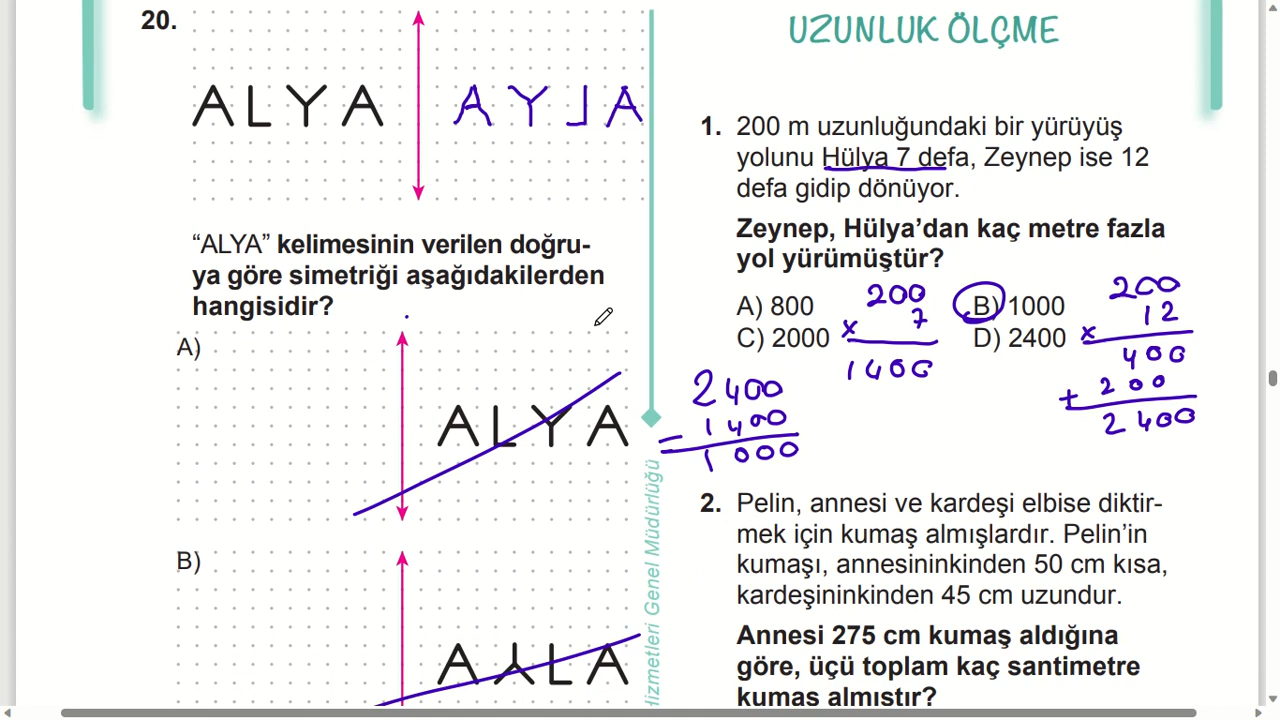 20.
ALYA AYJA
"ALYA" kelimesinin verilen doğru-
ya göre simetriği aşağıdakilerden
hangisidir?
A)
ALYA
B)
A LA
Hizmetleri Genel Müdürlüğü
UZUNLUK ÖLÇME
1. 200 m uzunluğundaki bir yürüyüş
yolunu Hülya 7 defa, Zeynep ise 12
defa gidip dönüyor.
Zeynep, Hülya'dan kaç metre fazla
yol yürümüştür?
A) 800 B) 1000
C) 2000 D) 2400
200
x 7
1400
200
x 12
400
+ 200
2400
2400
- 1400
1000
2. Pelin, annesi ve kardeşi elbise diktir-
mek için kumaş almışlardır. Pelin'in
kumaşı, annesininkinden 50 cm kısa,
kardeşininkinden 45 cm uzundur.
Annesi 275 cm kumaş aldığına
göre, üçü toplam kaç santimetre
kumaş almıştır?